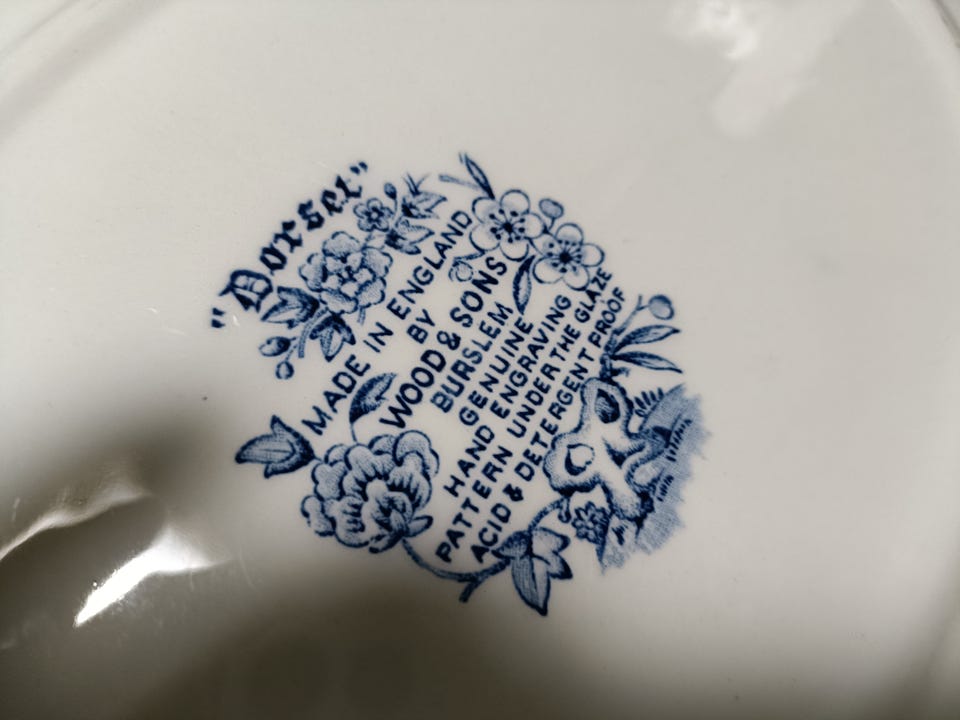 "Dorset"
MADE IN ENGLAND
BY
WOOD & SONS
BURSLEM
GENUINE
HAND ENGRAVING
PATTERN UNDER THE GLAZE
ACID & DETERGENT PROOF